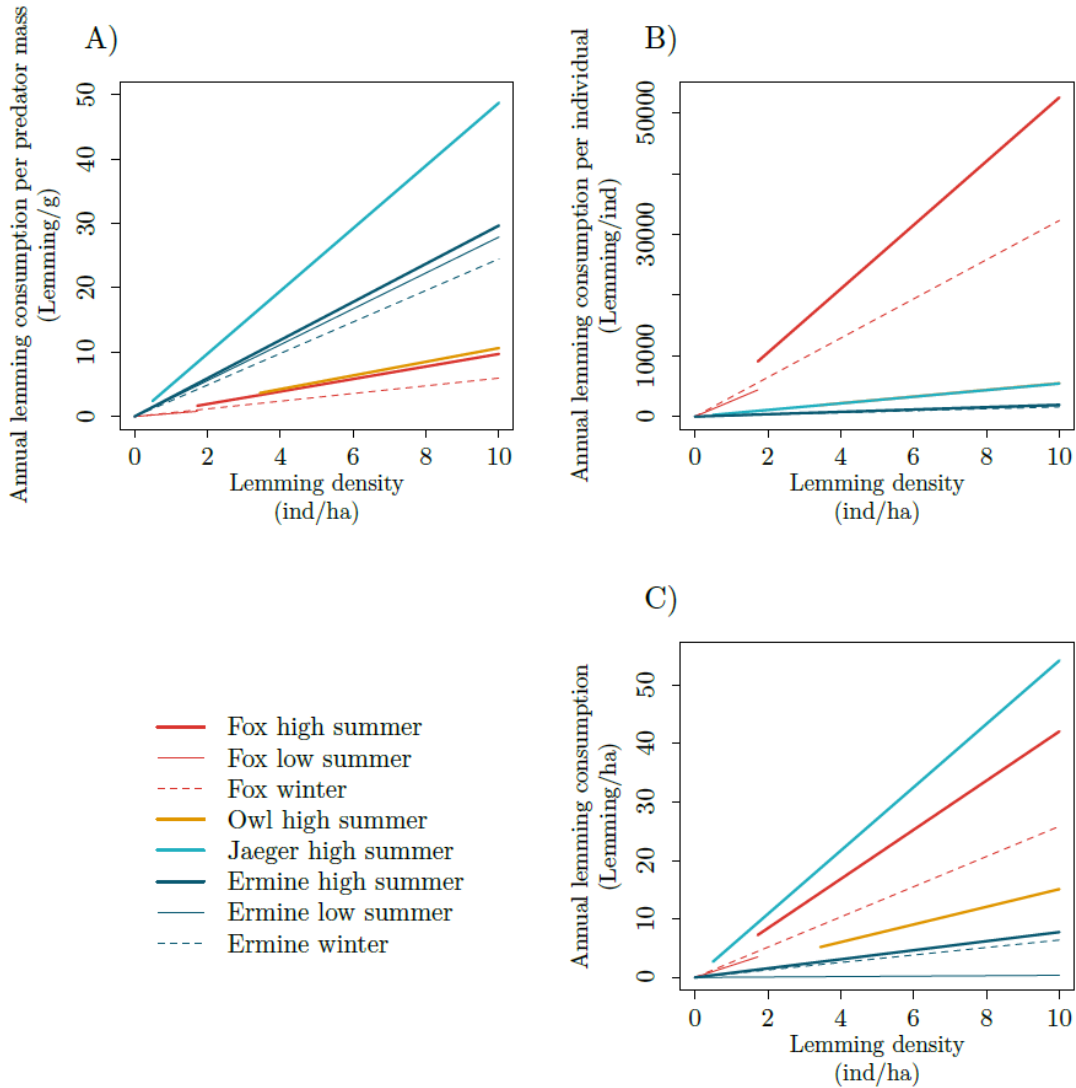 A)
Annual lemming consumption per predator mass
(Lemming/g)
50
40
30
20
10
0
0 2 4 6 8 10
Lemming density
(ind/ha)
B)
Annual lemming consumption per individual
(Lemming/ind)
50000
30000
10000
0
0 2 4 6 8 10
Lemming density
(ind/ha)
Fox high summer
Fox low summer
Fox winter
Owl high summer
Jaeger high summer
Ermine high summer
Ermine low summer
Ermine winter
C)
Annual lemming consumption
(Lemming/ha)
50
40
30
20
10
0
0 2 4 6 8 10
Lemming density
(ind/ha)